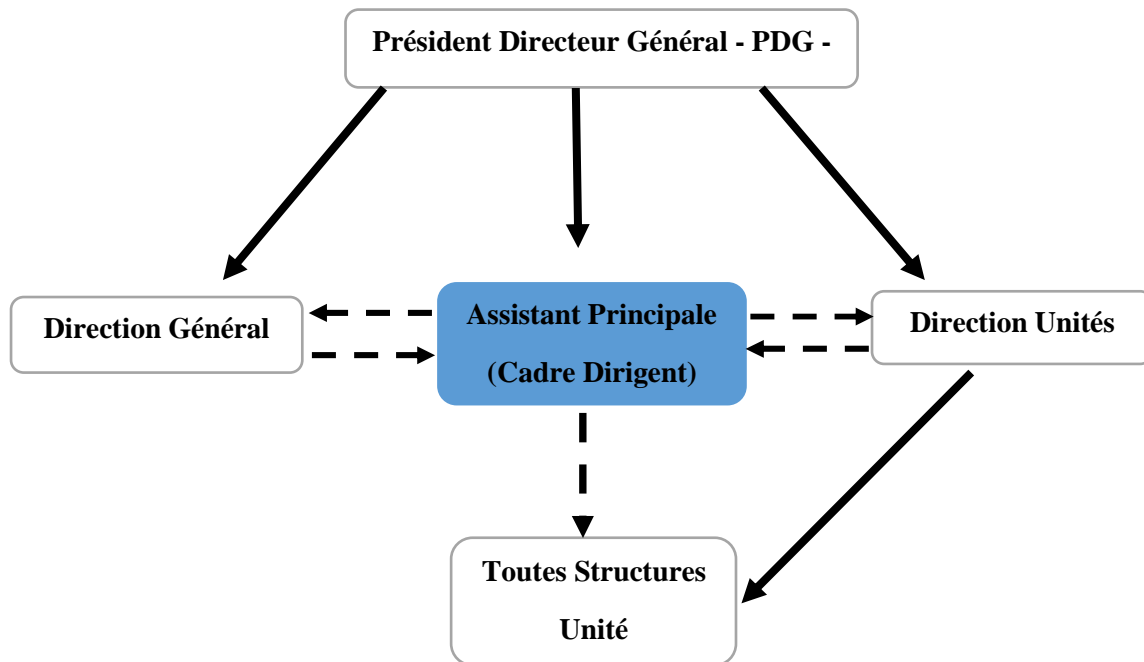 Président Directeur Général - PDG -
Direction Général
Assistant Principale
(Cadre Dirigent)
Direction Unités
Toutes Structures
Unité